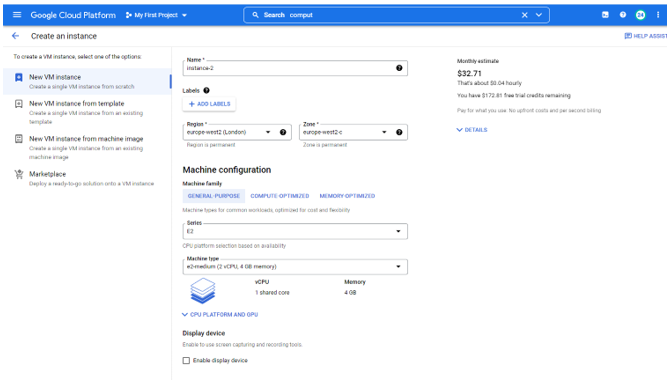 Google Cloud Platform My First Project Search comput 24
Create an instance HELP ASSIST
To create a VM instance, select one of the options:
New VM instance
Create a single VM instance from scratch
New VM instance from template
Create a single VM instance from an existing
template
New VM instance from machine image
Create a single VM instance from an existing
machine image
Marketplace
Deploy a ready-to-go solution onto a VM instance
Name *
instance-2
Labels
+ ADD LABELS
Region *
europe-west2 (London)
Region is permanent
Zone *
europe-west2-c
Zone is permanent
Machine configuration
Machine family
GENERAL-PURPOSE COMPUTE-OPTIMIZED MEMORY-OPTIMIZED
Machine types for common workloads, optimized for cost and flexibility
Series
E2
CPU platform selection based on availability
Machine type
e2-medium (2 vCPU, 4 GB memory)
vCPU Memory
1 shared core 4 GB
CPU PLATFORM AND GPU
Display device
Enable to use screen capturing and recording tools.
Enable display device
Monthly estimate
$32.71
That's about $0.04 hourly
You have $172.81 free trial credits remaining
Pay for what you use: No upfront costs and per second billing
DETAILS